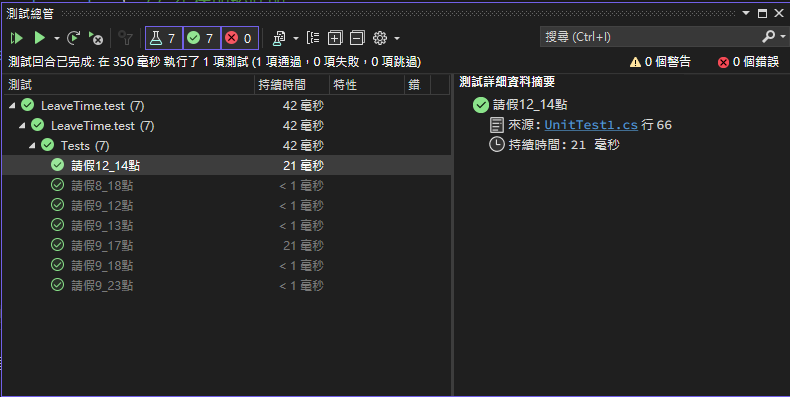 測試總管
7 7 0 搜尋 (Ctrl+I)
測試回合已完成: 在 350 毫秒 執行了 1 項測試 (1 項通過，0 項失敗，0 項跳過) 0 個警告 0 個錯誤
測試 持續時間 特性 錯
LeaveTime.test (7) 42 毫秒
LeaveTime.test (7) 42 毫秒
Tests (7) 42 毫秒
請假12_14點 21 毫秒
請假8_18點 < 1 毫秒
請假9_12點 < 1 毫秒
請假9_13點 < 1 毫秒
請假9_17點 21 毫秒
請假9_18點 < 1 毫秒
請假9_23點 < 1 毫秒
測試詳細資料摘要
請假12_14點
來源: UnitTest1.cs 行 66
持續時間: 21 毫秒